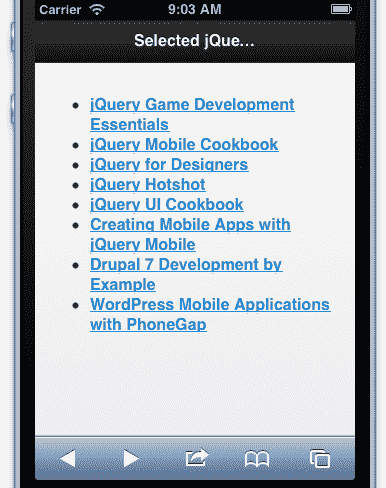 Carrier 9:03 AM
Selected jQue...
• jQuery Game Development
Essentials
• jQuery Mobile Cookbook
• jQuery for Designers
• jQuery Hotshot
• jQuery UI Cookbook
• Creating Mobile Apps with
jQuery Mobile
• Drupal 7 Development by
Example
• WordPress Mobile Applications
with PhoneGap